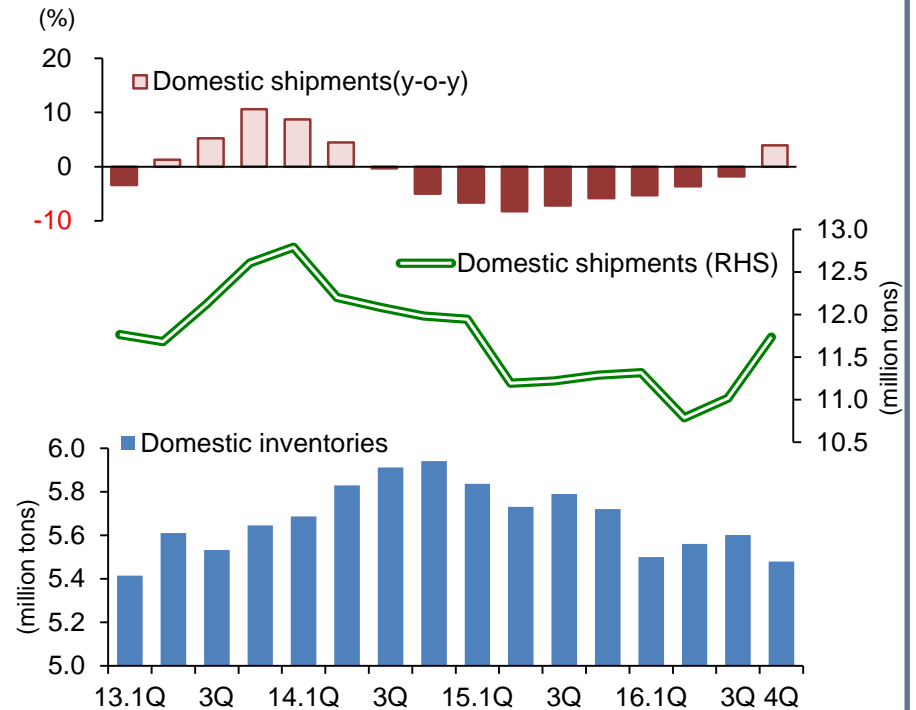 (%)
20
Domestic shipments(y-o-y)
10
0
-10
13.0
Domestic shipments (RHS)
12.5
12.0
11.5
11.0
10.5
(million tons)
Domestic inventories
6.0
5.8
5.6
5.4
5.2
5.0
(million tons)
13.1Q 3Q 14.1Q 3Q 15.1Q 3Q 16.1Q 3Q 4Q